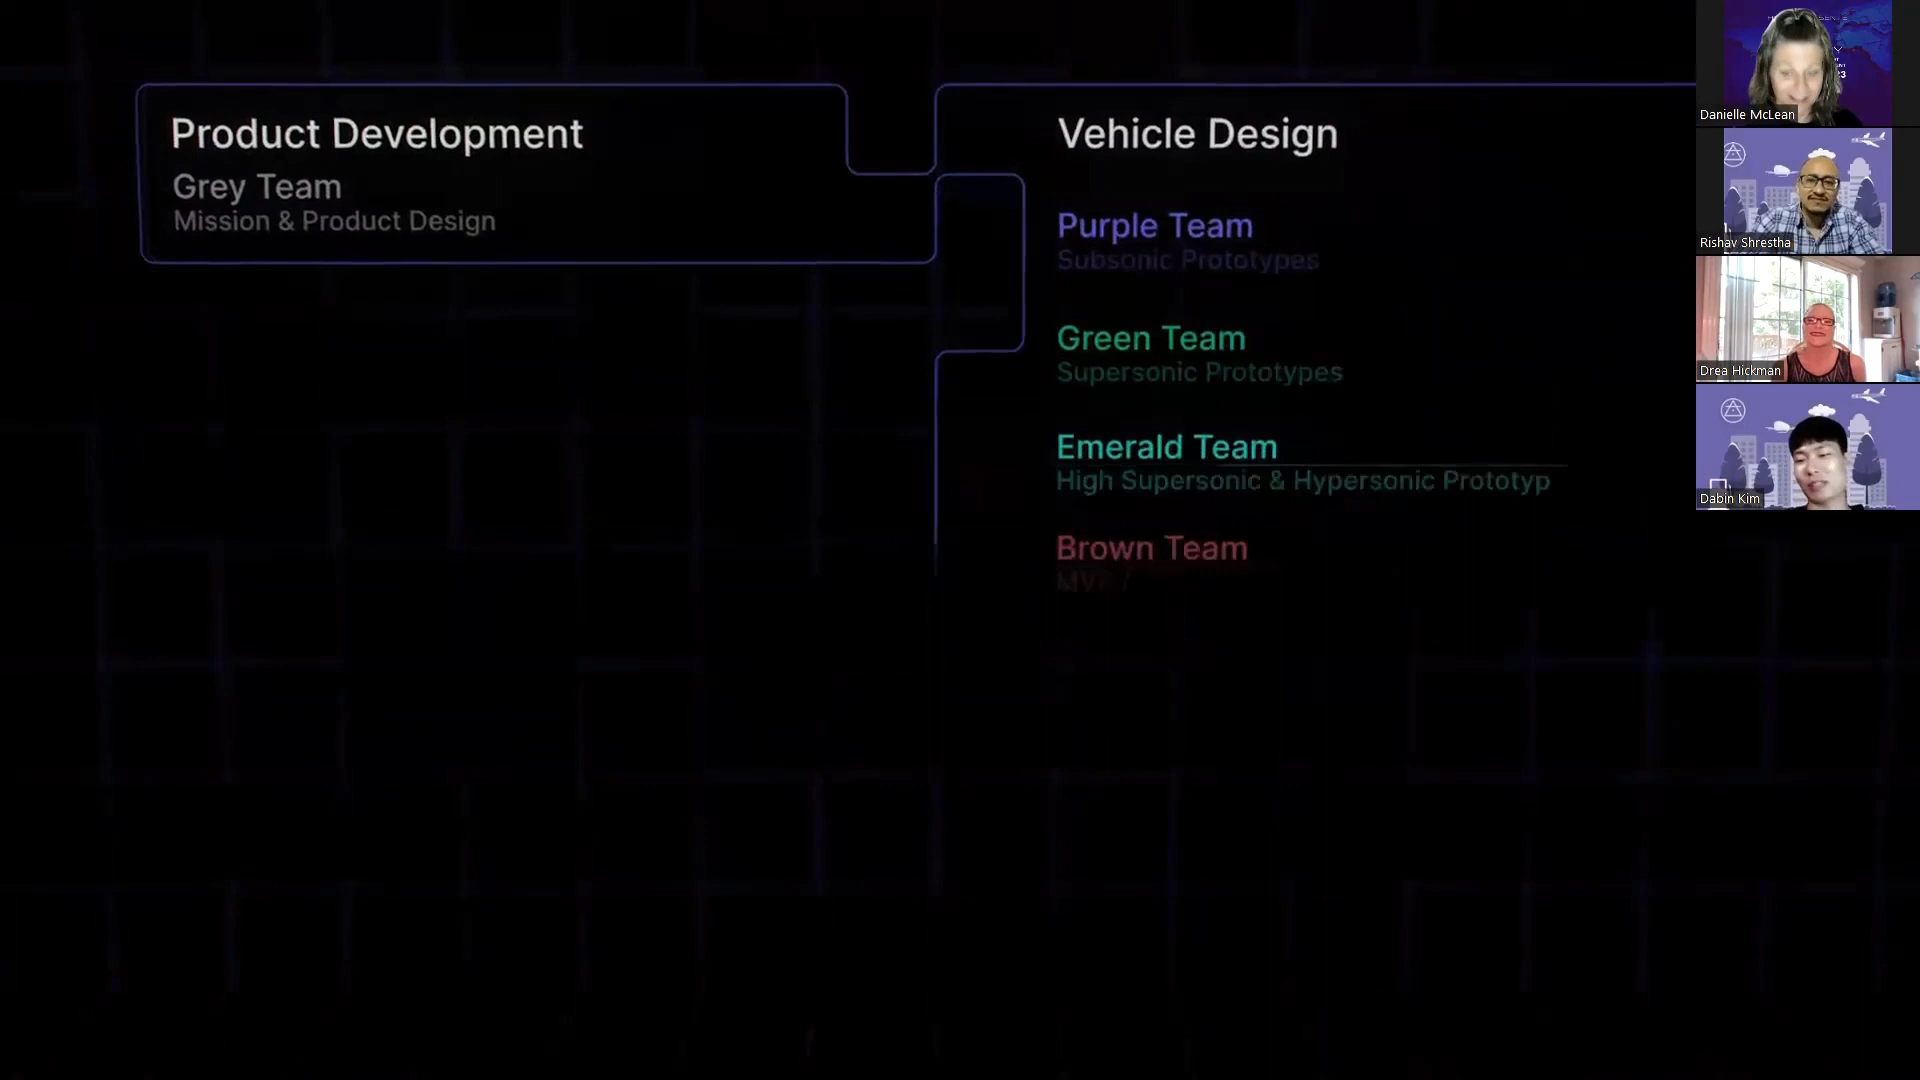 Product Development
Grey Team
Mission & Product Design
Vehicle Design
Purple Team
Subsonic Prototypes
Green Team
Supersonic Prototypes
Emerald Team
High Supersonic & Hypersonic Prototyp
Brown Team
Danielle McLean
Rishav Shrestha
Drea Hickman
Dabin Kim